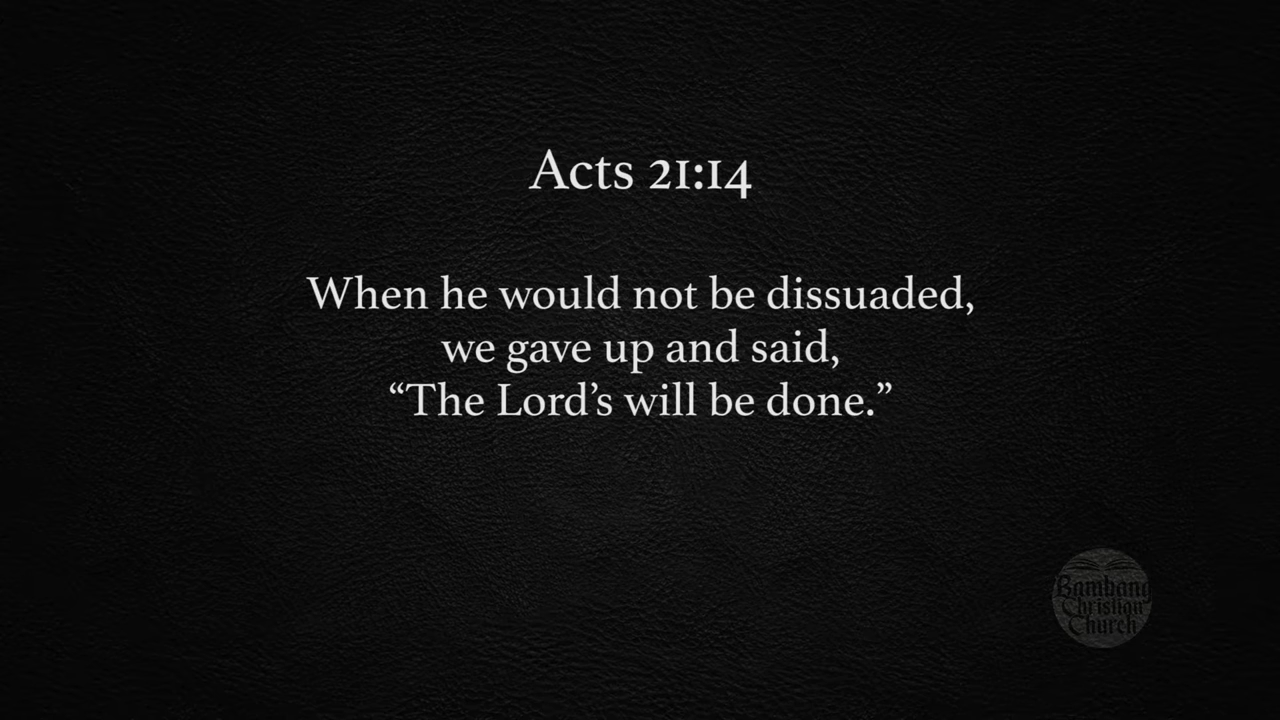 Acts 21:14
When he would not be dissuaded,
we gave up and said,
“The Lord’s will be done.”
Bambang
Christian
Church